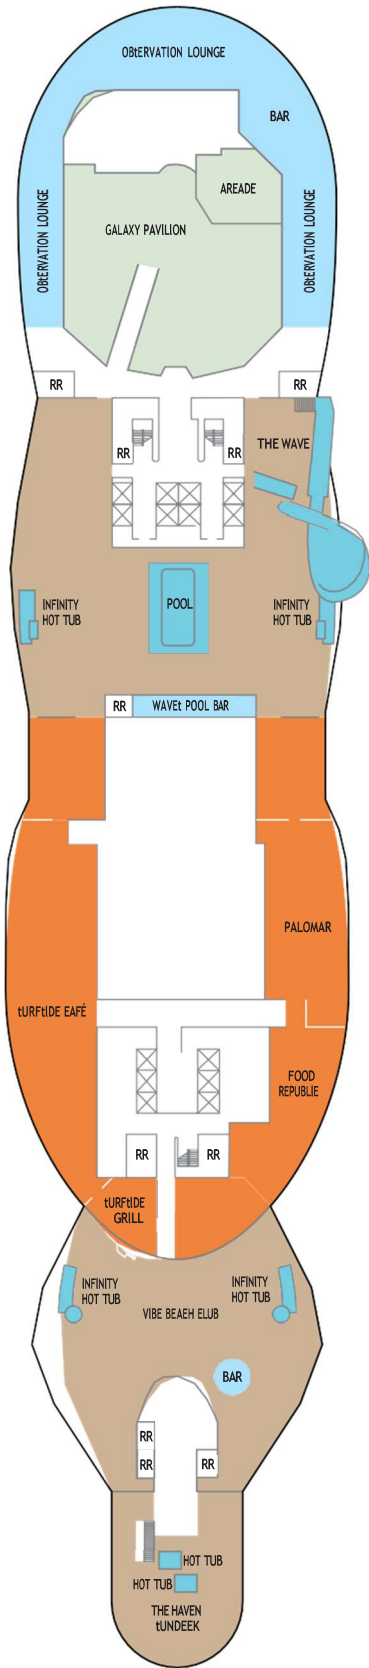 OBtERVATION LOUNGE
BAR
AREADE
OBtERVATION LOUNGE
OBtERVATION LOUNGE
GALAXY PAVILION
RR
RR
THE WAVE
RR
RR
INFINITY
HOT TUB
POOL
INFINITY
HOT TUB
RR
WAVEt POOL BAR
PALOMAR
tURFtIDE EAFÉ
FOOD
REPUBLIE
RR
RR
tURFtIDE
GRILL
INFINITY
HOT TUB
INFINITY
HOT TUB
VIBE BEAEH ELUB
BAR
RR
RR
RR
HOT TUB
HOT TUB
THE HAVEN
tUNDEEK